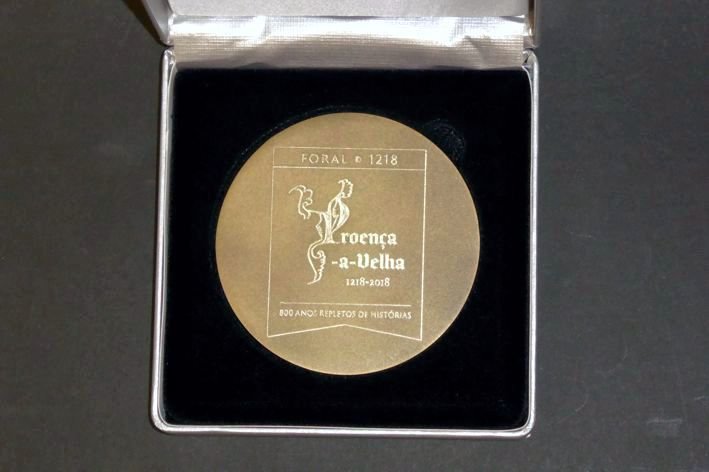 FORAL D 1218
Proença
-a-Velha
1218-2018
800 ANOS REPLETOS DE HISTÓRIAS